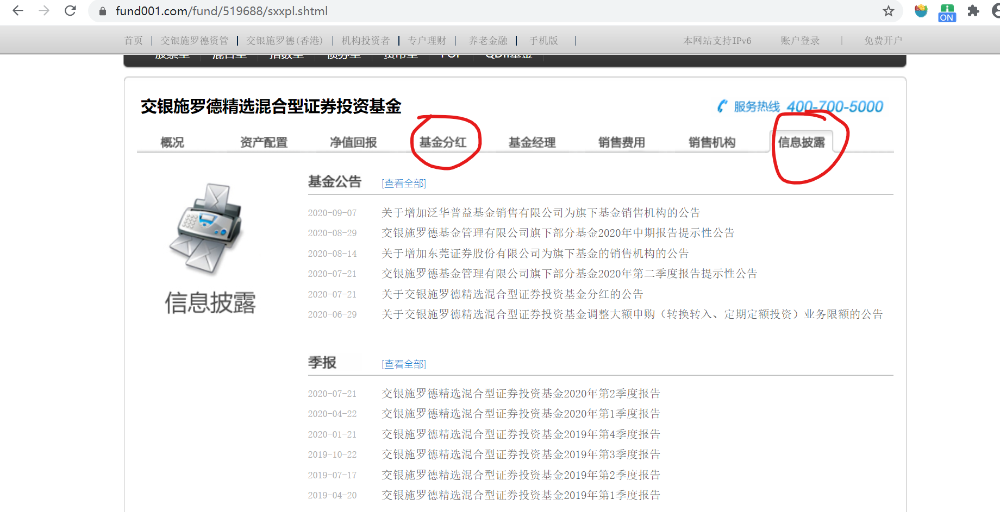 fund001.com/fund/519688/sxxpl.shtml
ON
首页 | 交银施罗德资管 | 交银施罗德(香港) | 机构投资者 | 专户理财 | 养老金融 | 手机版 | 本网站支持IPv6 账户登录 | 免费开户
股票型 混合型 指数型 债券型 货币型 FOF QDII基金
交银施罗德精选混合型证券投资基金
服务热线 400-700-5000
概况 资产配置 净值回报 基金分红 基金经理 销售费用 销售机构 信息披露
信息披露
基金公告 [查看全部]
2020-09-07 关于增加泛华普益基金销售有限公司为旗下基金销售机构的公告
2020-08-29 交银施罗德基金管理有限公司旗下部分基金2020年中期报告提示性公告
2020-08-14 关于增加东莞证券股份有限公司为旗下基金的销售机构的公告
2020-07-21 交银施罗德基金管理有限公司旗下部分基金2020年第二季度报告提示性公告
2020-07-21 关于交银施罗德精选混合型证券投资基金分红的公告
2020-06-29 关于交银施罗德精选混合型证券投资基金调整大额申购（转换转入、定期定额投资）业务限额的公告
季报 [查看全部]
2020-07-21 交银施罗德精选混合型证券投资基金2020年第2季度报告
2020-04-22 交银施罗德精选混合型证券投资基金2020年第1季度报告
2020-01-21 交银施罗德精选混合型证券投资基金2019年第4季度报告
2019-10-22 交银施罗德精选混合型证券投资基金2019年第3季度报告
2019-07-17 交银施罗德精选混合型证券投资基金2019年第2季度报告
2019-04-20 交银施罗德精选混合型证券投资基金2019年第1季度报告